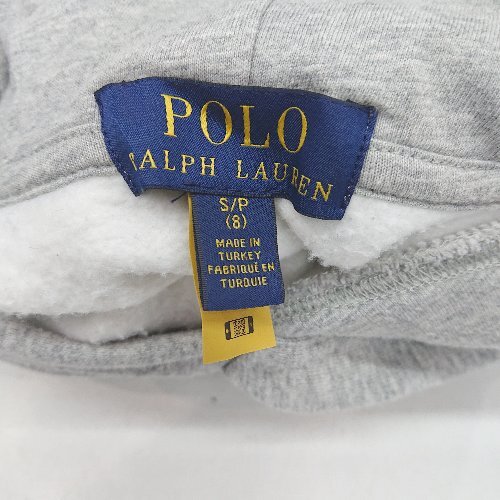 POLO
RALPH LAUREN
S/P
(8)
MADE IN
TURKEY
FABRIQUÉ EN
TURQUIE